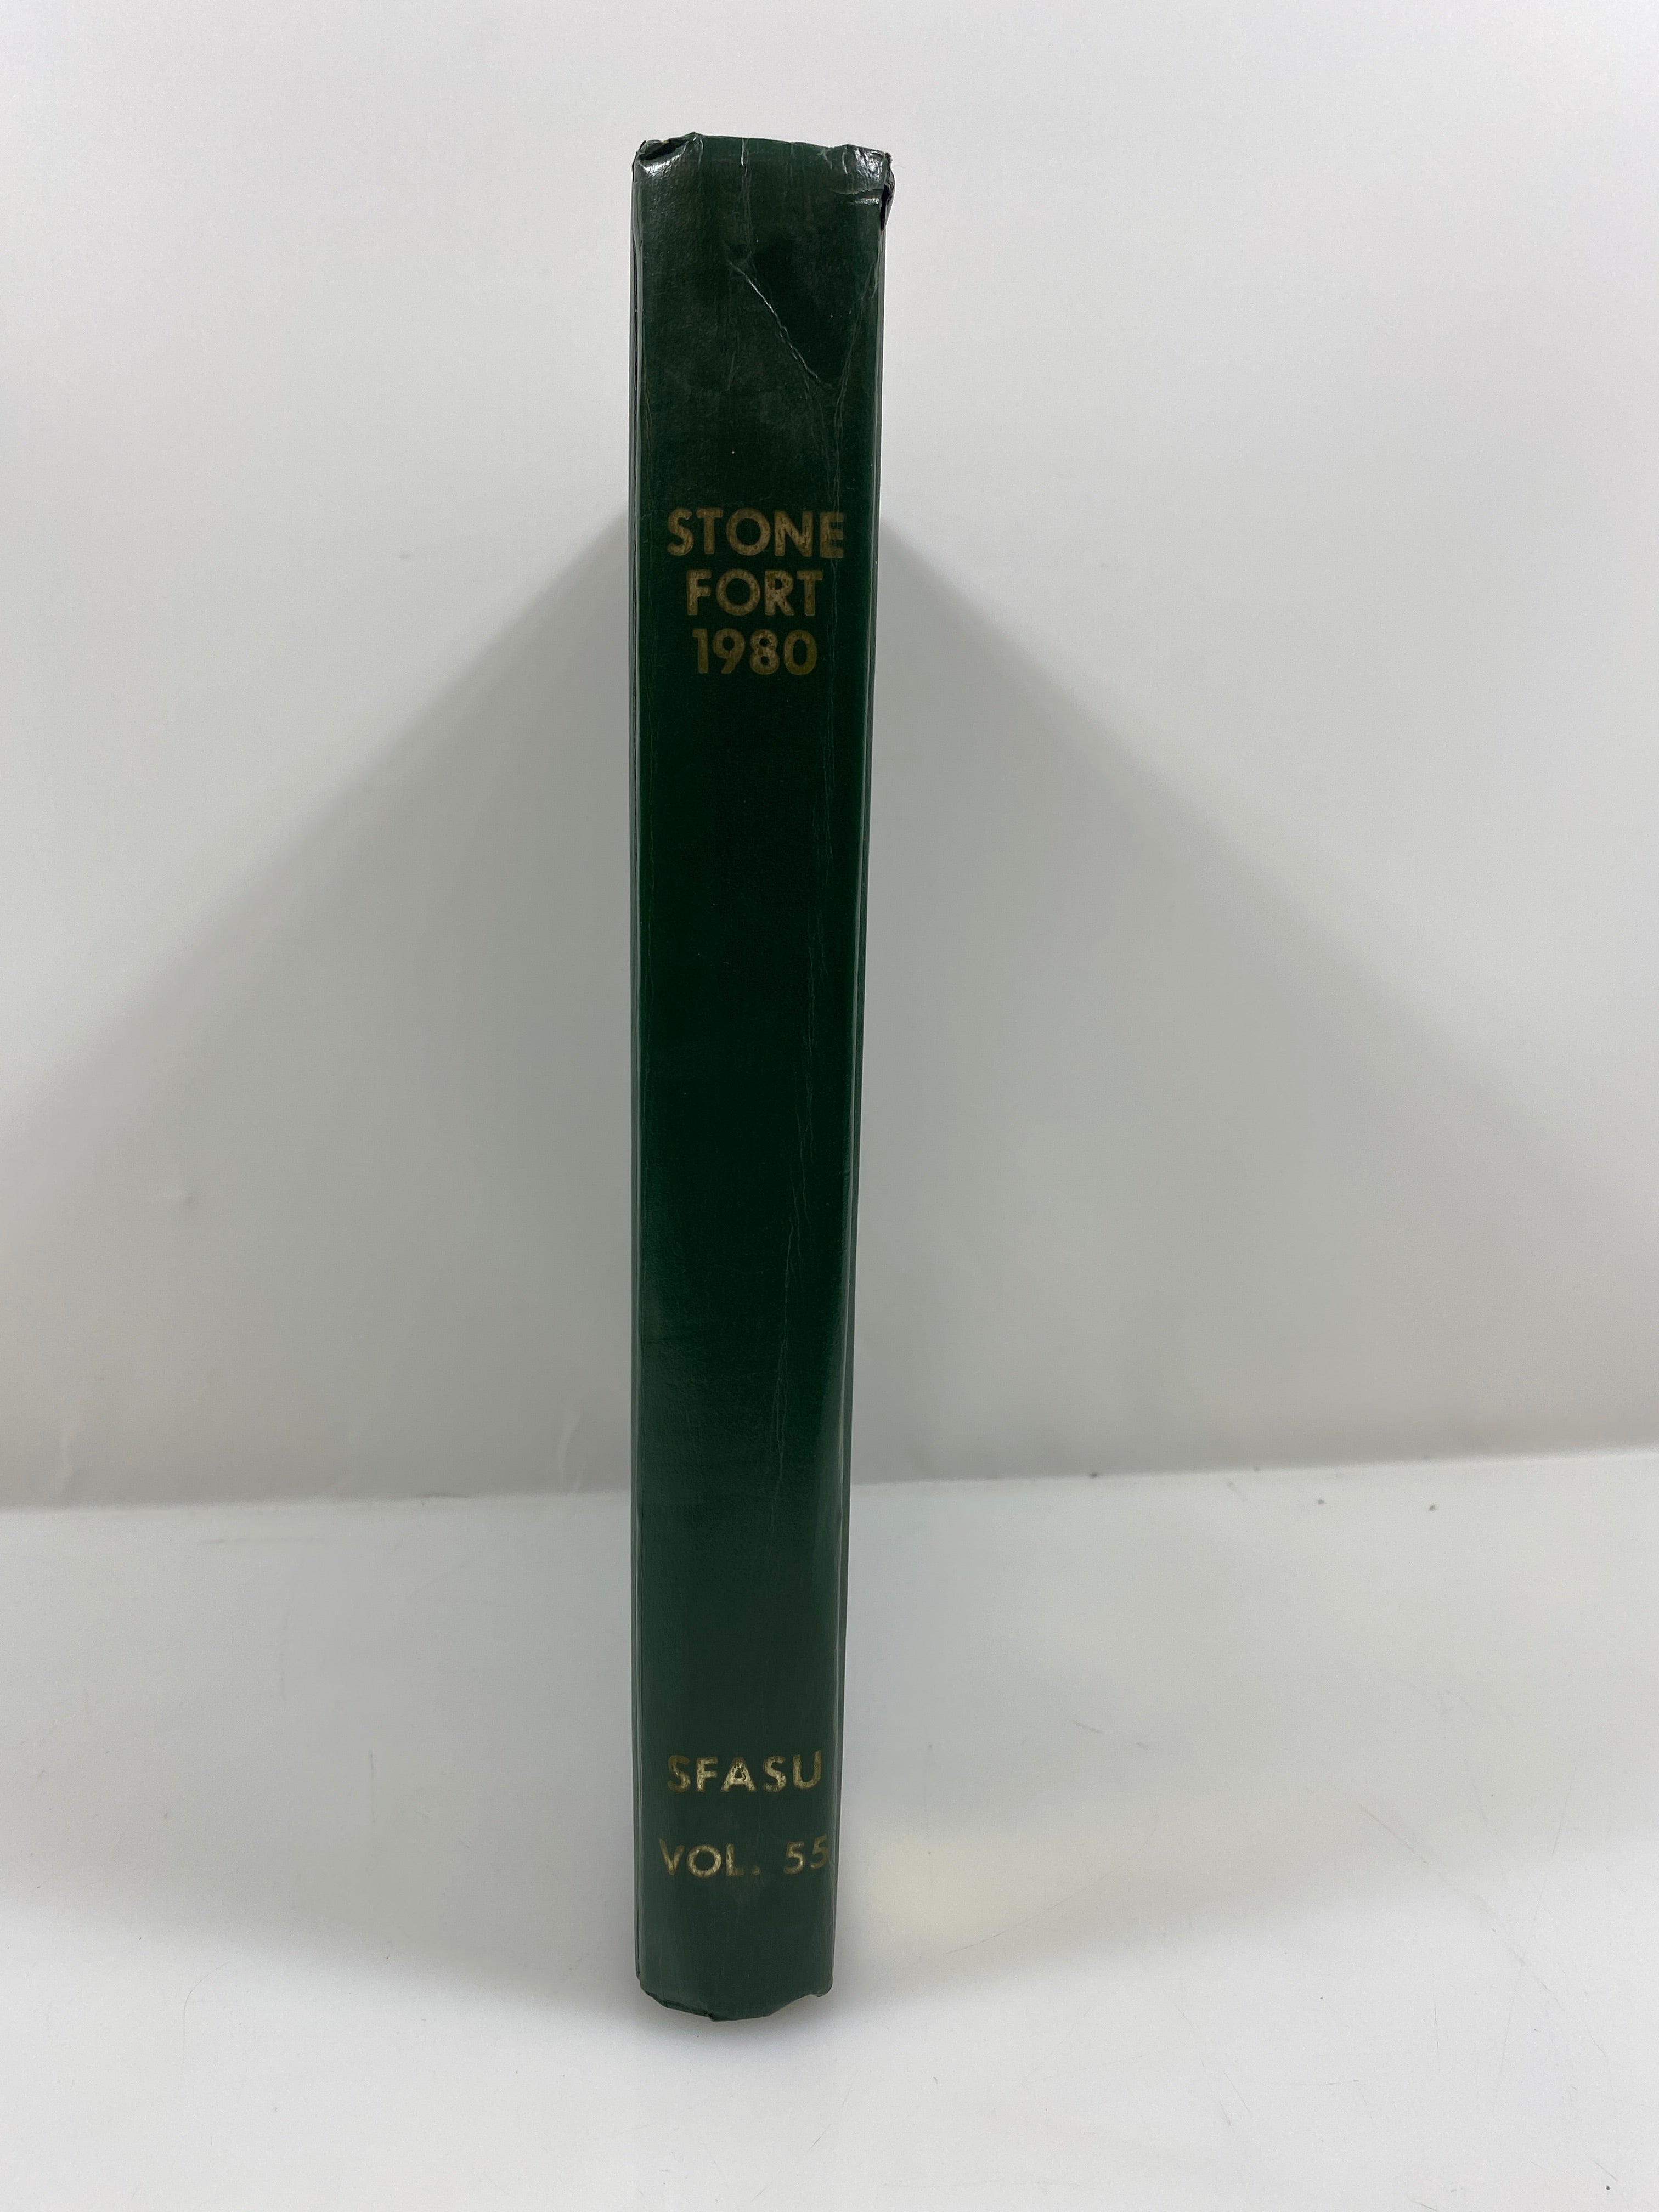 STONE
FORT
1980
SFASU
VOL. 55